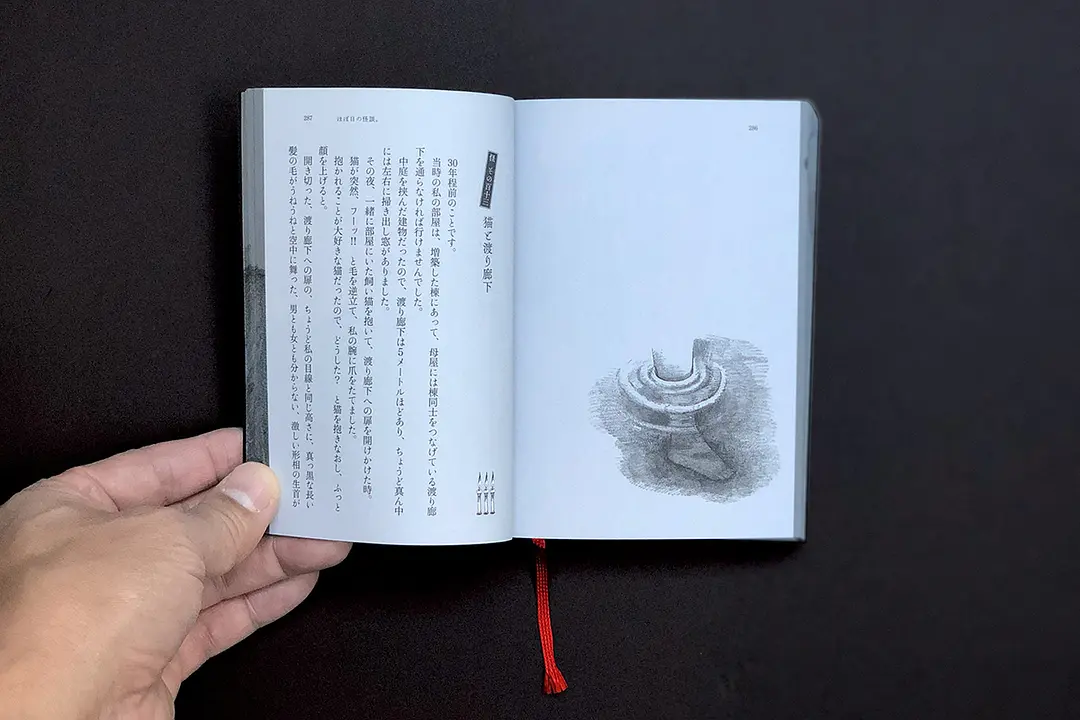 286
287
ほぼ日の怪談。
怪 その百十三
猫と渡り廊下
30年程前のことです。
当時の私の部屋は、増築した棟にあって、母屋には棟同士をつなげている渡り廊
下を通らなければ行けませんでした。
中庭を挟んだ建物だったので、渡り廊下は5メートルほどあり、ちょうど真ん中
には左右に掃き出し窓がありました。
その夜、一緒に部屋にいた飼い猫を抱いて、渡り廊下への扉を開けかけた時。
猫が突然、フーッ!! と毛を逆立て、私の腕に爪をたてました。
抱かれることが大好きな猫だったので、どうした? と猫を抱きなおし、ふっと
顔を上げると。
開き切った、渡り廊下への扉の、ちょうど私の目線と同じ高さに、真っ黒な長い
髪の毛がうねうねと空中に舞った、男とも女とも分からない、激しい形相の生首が